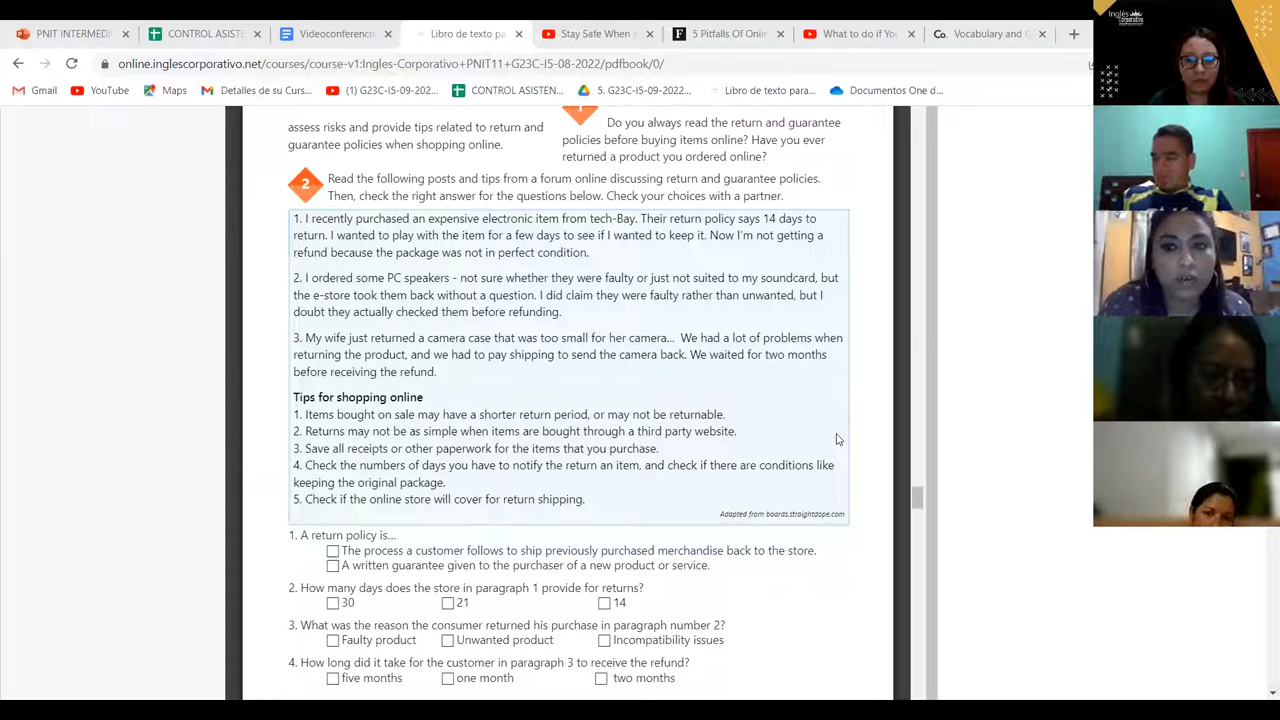 PNIT INTERMED
CONTROL ASISTE
Videoconferenci
Libro de texto pa
Stay Safe When s
5 Pitfalls Of Onli
What to do if You
Co. Vocabulary and G
online.inglescorporativo.net/courses/course-v1:Ingles-Corporativo+PNIT11+G23C-I5-08-2022/pdfbook/0/
Gmail
YouTube
Maps
Detalles de su Curs...
(1) G23C-I5-09-202...
CONTROL ASISTEN...
5. G23C-I5-09-2022...
Libro de texto para...
Documentos One d...
Inglés
Corporativo
assess risks and provide tips related to return and
guarantee policies when shopping online.
1
Do you always read the return and guarantee
policies before buying items online? Have you ever
returned a product you ordered online?
2
Read the following posts and tips from a forum online discussing return and guarantee policies.
Then, check the right answer for the questions below. Check your choices with a partner.
1. I recently purchased an expensive electronic item from tech-Bay. Their return policy says 14 days to
return. I wanted to play with the item for a few days to see if I wanted to keep it. Now I'm not getting a
refund because the package was not in perfect condition.
2. I ordered some PC speakers - not sure whether they were faulty or just not suited to my soundcard, but
the e-store took them back without a question. I did claim they were faulty rather than unwanted, but I
doubt they actually checked them before refunding.
3. My wife just returned a camera case that was too small for her camera... We had a lot of problems when
returning the product, and we had to pay shipping to send the camera back. We waited for two months
before receiving the refund.
Tips for shopping online
1. Items bought on sale may have a shorter return period, or may not be returnable.
2. Returns may not be as simple when items are bought through a third party website.
3. Save all receipts or other paperwork for the items that you purchase.
4. Check the numbers of days you have to notify the return an item, and check if there are conditions like
keeping the original package.
5. Check if the online store will cover for return shipping.
Adapted from boards.straightdope.com
1. A return policy is...
The process a customer follows to ship previously purchased merchandise back to the store.
A written guarantee given to the purchaser of a new product or service.
2. How many days does the store in paragraph 1 provide for returns?
30 21 14
3. What was the reason the consumer returned his purchase in paragraph number 2?
Faulty product Unwanted product Incompatibility issues
4. How long did it take for the customer in paragraph 3 to receive the refund?
five months one month two months